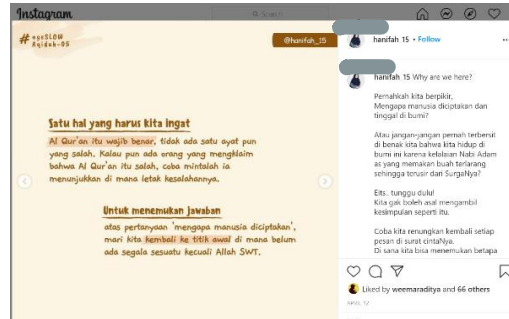 Instagram
Search
#ngeSLOW
Aqidah-05
@hanifah_15
Satu hal yang harus kita ingat
Al Qur'an itu wajib benar, tidak ada satu ayat pun
yang salah. Kalau pun ada orang yang mengklaim
bahwa Al Qur'an itu salah, coba mintalah ia
menunjukkan di mana letak kesalahannya.
Untuk menemukan jawaban
atas pertanyaan 'mengapa manusia diciptakan',
mari kita kembali ke titik awal di mana belum
ada segala sesuatu kecuali Allah SWT.
hanifah 15 • Follow
hanifah 15 Why are we here?
Pernahkah kita berpikir,
Mengapa manusia diciptakan dan
tinggal di bumi?
Atau jangan-jangan pernah terbersit
di benak kita bahwa kita hidup di
bumi ini karena kelalaian Nabi Adam
as yang memakan buah terlarang
sehingga terusir dari SurgaNya?
Eits.. tunggu dulu!
Kita gak boleh asal mengambil
kesimpulan seperti itu.
Coba kita renungkan kembali setiap
pesan di surat cintaNya.
Di sana kita bisa menemukan betapa
Liked by weemaraditya and 66 others